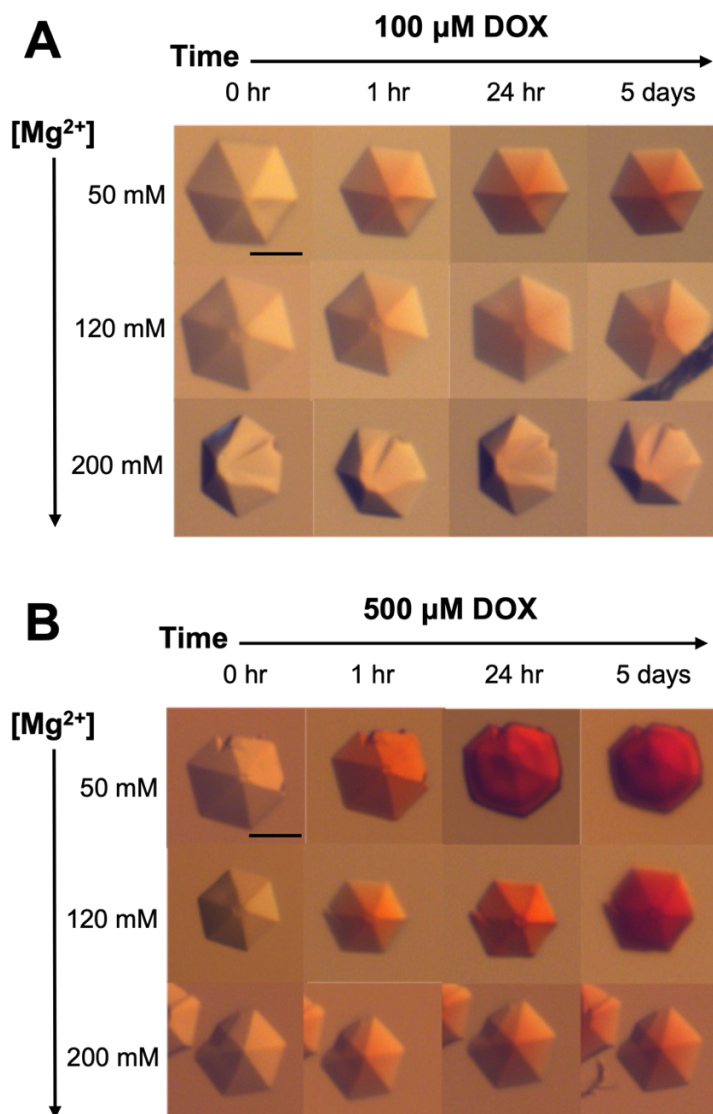 A
100 µM DOX
Time
0 hr 1 hr 24 hr 5 days
[Mg²⁺]
50 mM
120 mM
200 mM
B
500 µM DOX
Time
0 hr 1 hr 24 hr 5 days
[Mg²⁺]
50 mM
120 mM
200 mM